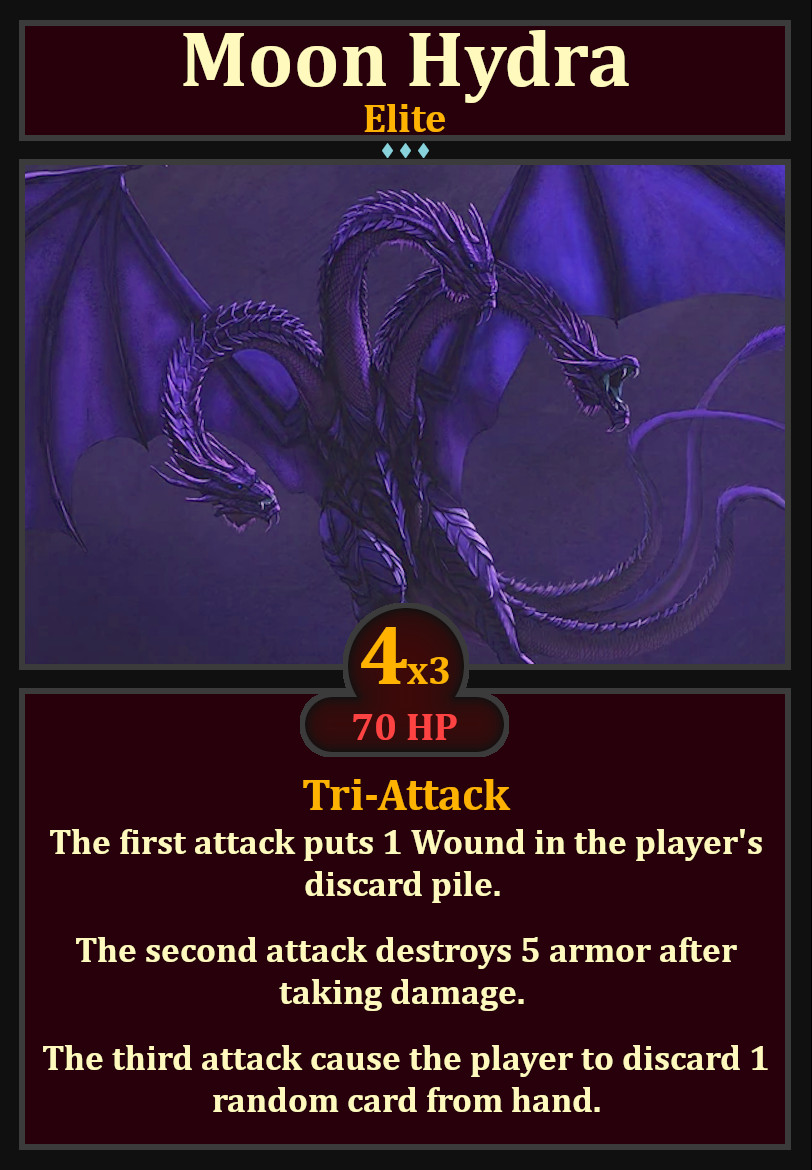 Moon Hydra
Elite
4x3
70 HP
Tri-Attack
The first attack puts 1 Wound in the player's
discard pile.
The second attack destroys 5 armor after
taking damage.
The third attack cause the player to discard 1
random card from hand.